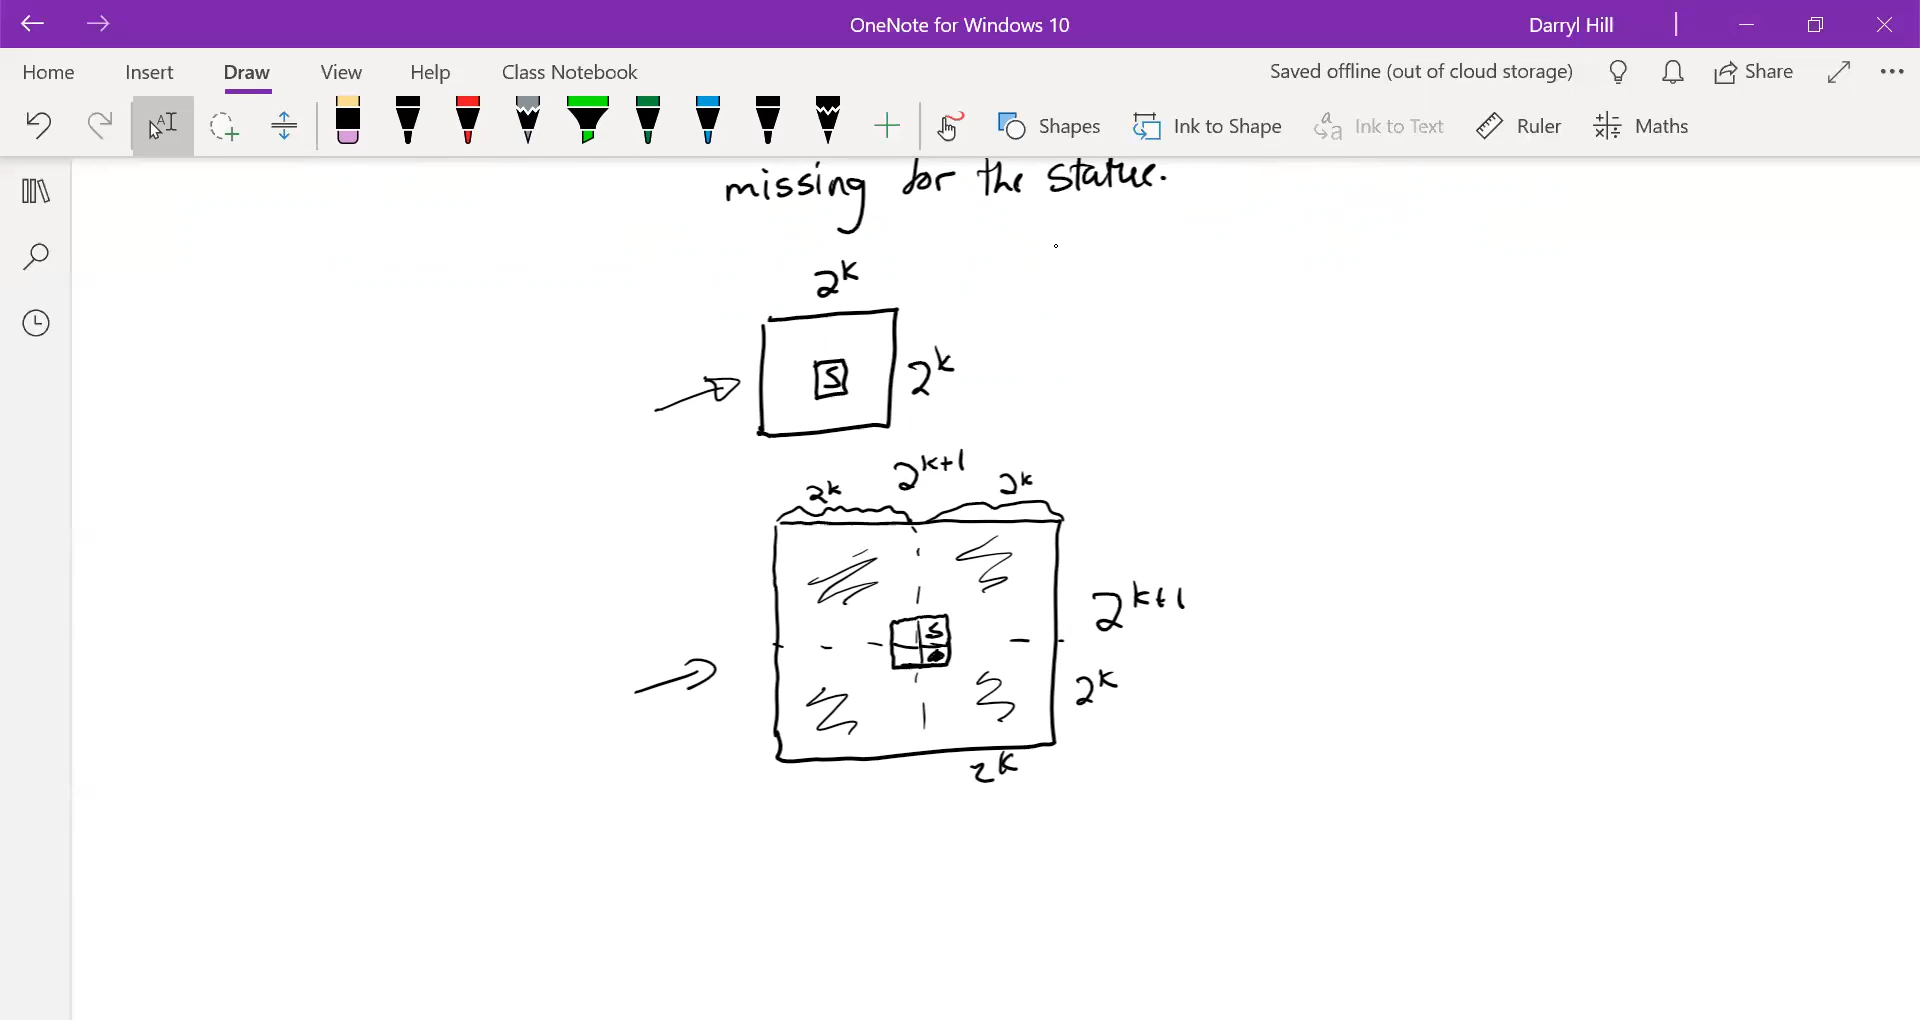 OneNote for Windows 10
Darryl Hill
Home Insert Draw View Help Class Notebook
Saved offline (out of cloud storage)
Share
Shapes Ink to Shape Ink to Text Ruler Maths
missing for the statue.
2^k
S
2^k
2^k 2^{k+1} 2^k
S
2^{k+1}
2^k
2^k